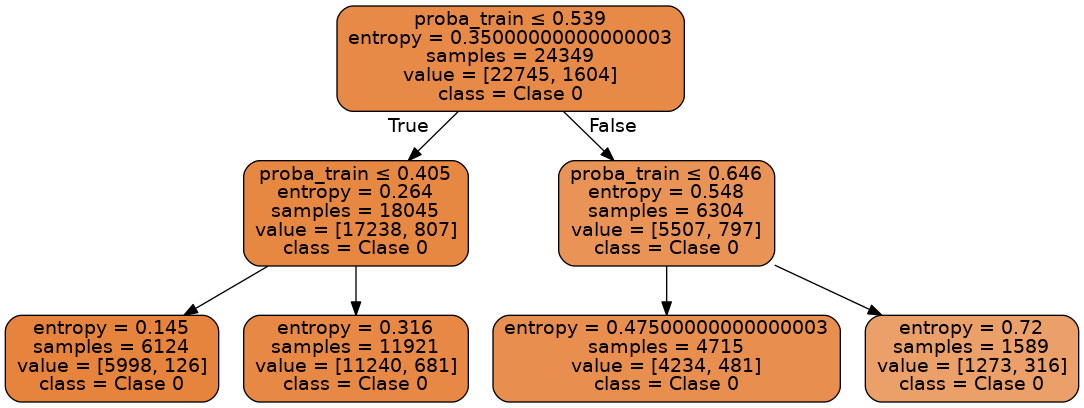 proba_train ≤ 0.539
entropy = 0.35000000000000003
samples = 24349
value = [22745, 1604]
class = Clase 0
True
False
proba_train ≤ 0.405
entropy = 0.264
samples = 18045
value = [17238, 807]
class = Clase 0
proba_train ≤ 0.646
entropy = 0.548
samples = 6304
value = [5507, 797]
class = Clase 0
entropy = 0.145
samples = 6124
value = [5998, 126]
class = Clase 0
entropy = 0.316
samples = 11921
value = [11240, 681]
class = Clase 0
entropy = 0.47500000000000003
samples = 4715
value = [4234, 481]
class = Clase 0
entropy = 0.72
samples = 1589
value = [1273, 316]
class = Clase 0